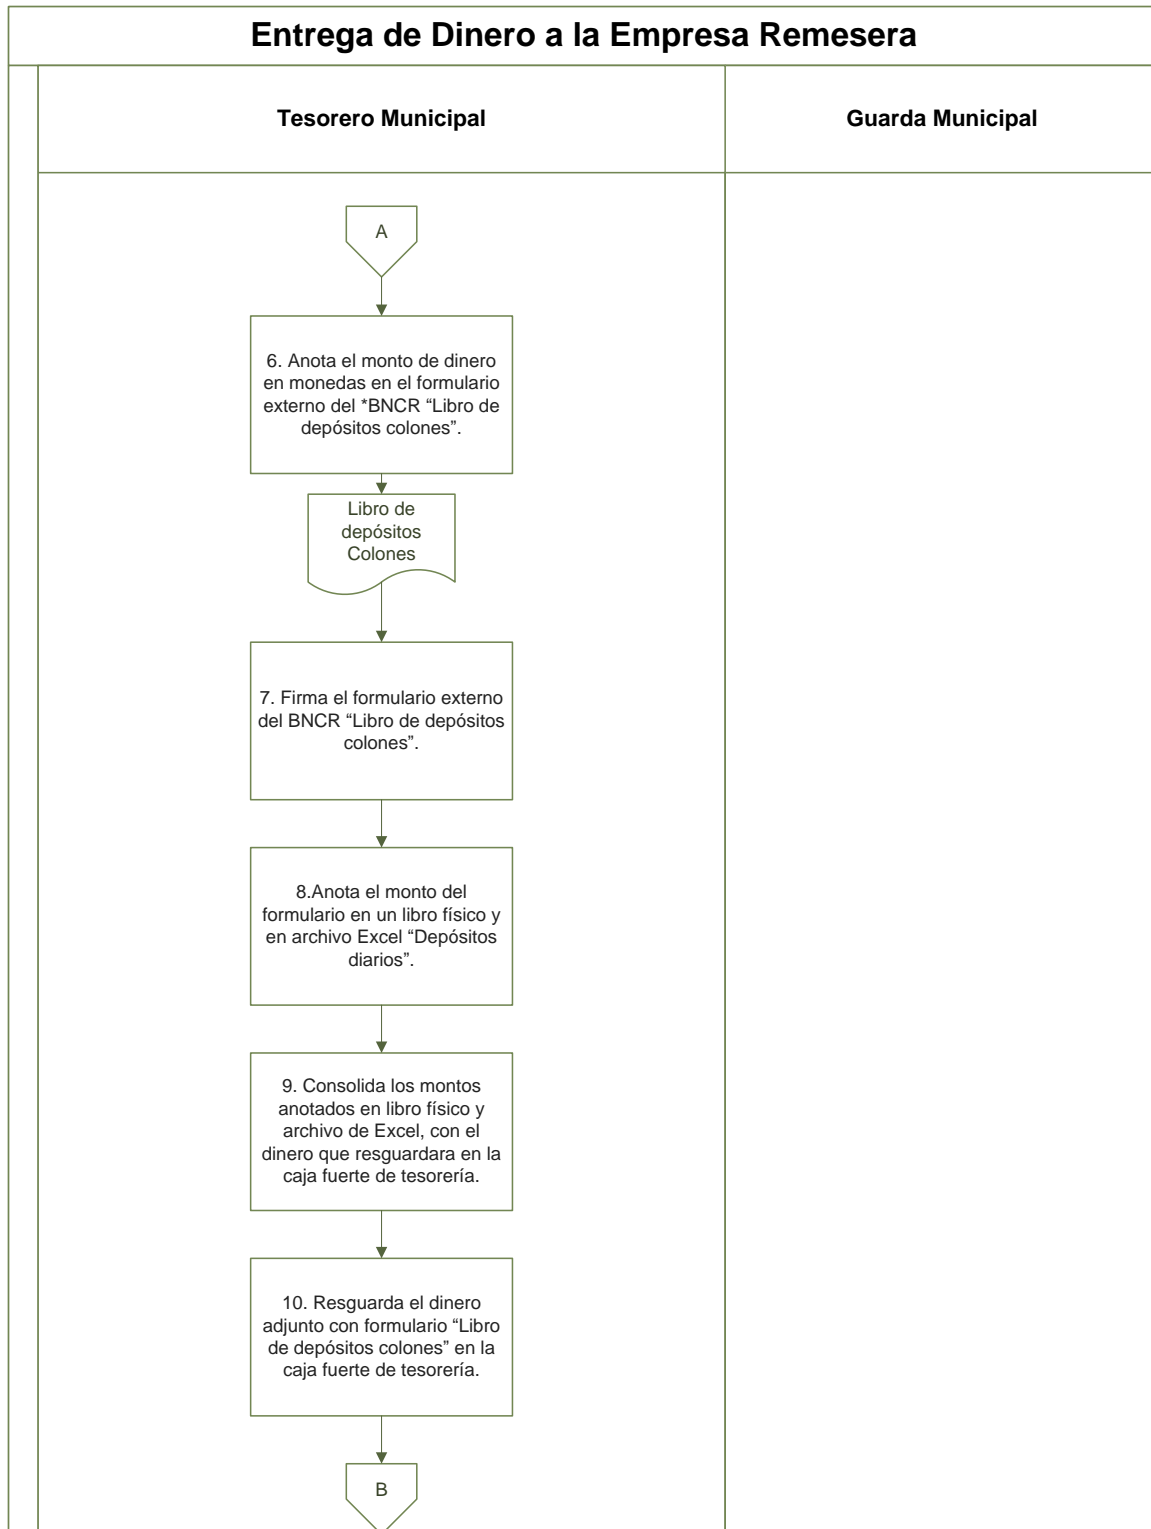 Entrega de Dinero a la Empresa Remesera
Tesorero Municipal
Guarda Municipal
A
6. Anota el monto de dinero
en monedas en el formulario
externo del *BNCR “Libro de
depósitos colones”.
Libro de
depósitos
Colones
7. Firma el formulario externo
del BNCR “Libro de depósitos
colones”.
8.Anota el monto del
formulario en un libro físico y
en archivo Excel “Depósitos
diarios”.
9. Consolida los montos
anotados en libro físico y
archivo de Excel, con el
dinero que resguardara en la
caja fuerte de tesorería.
10. Resguarda el dinero
adjunto con formulario “Libro
de depósitos colones” en la
caja fuerte de tesorería.
B